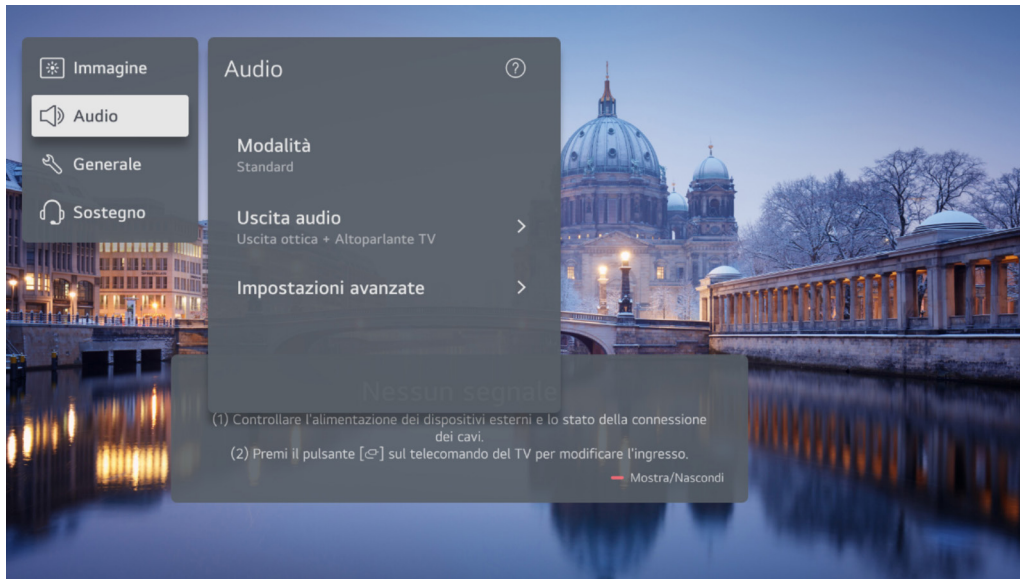 Immagine
Audio
Generale
Sostegno
Audio
Modalità
Standard
Uscita audio
Uscita ottica + Altoparlante TV
Impostazioni avanzate
Nessun segnale
(1) Controllare l'alimentazione dei dispositivi esterni e lo stato della connessione
dei cavi.
(2) Premi il pulsante [] sul telecomando del TV per modificare l'ingresso.
Mostra/Nascondi